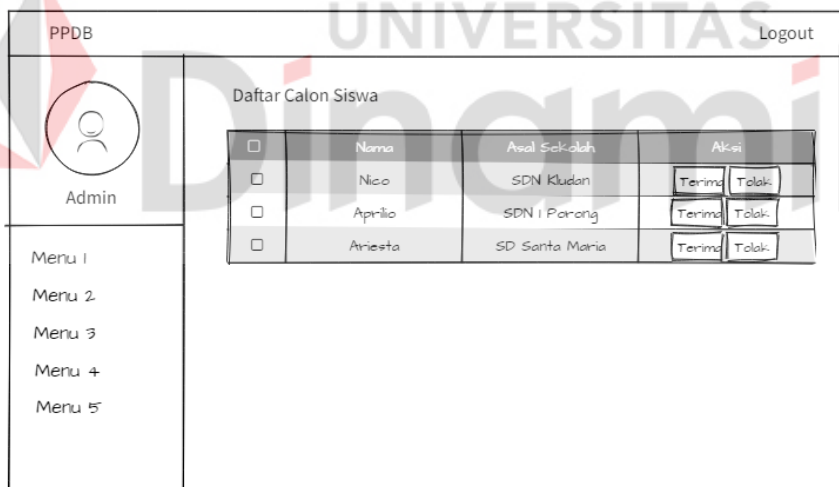 UNIVERSITAS
Dinami
PPDB Logout
Daftar Calon Siswa
Admin
Nama Asal Sekolah Aksi
Nico SDN Kludan Terima Tolak
Aprilio SDN 1 Porong Terima Tolak
Ariesta SD Santa Maria Terima Tolak
Menu 1
Menu 2
Menu 3
Menu 4
Menu 5